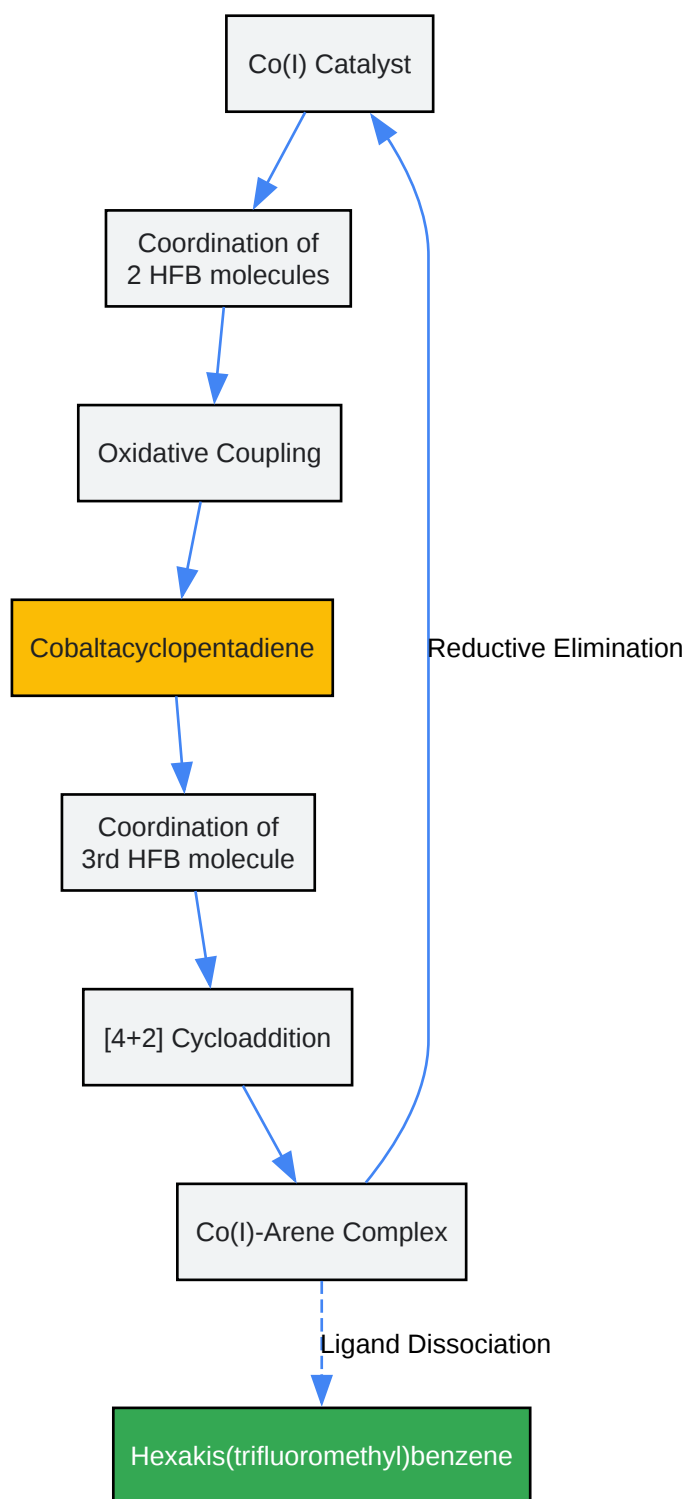 Co(I) Catalyst
Coordination of
2 HFB molecules
Oxidative Coupling
Cobaltacyclopentadiene
Reductive Elimination
Coordination of
3rd HFB molecule
[4+2] Cycloaddition
Co(I)-Arene Complex
Ligand Dissociation
Hexakis(trifluoromethyl)benzene